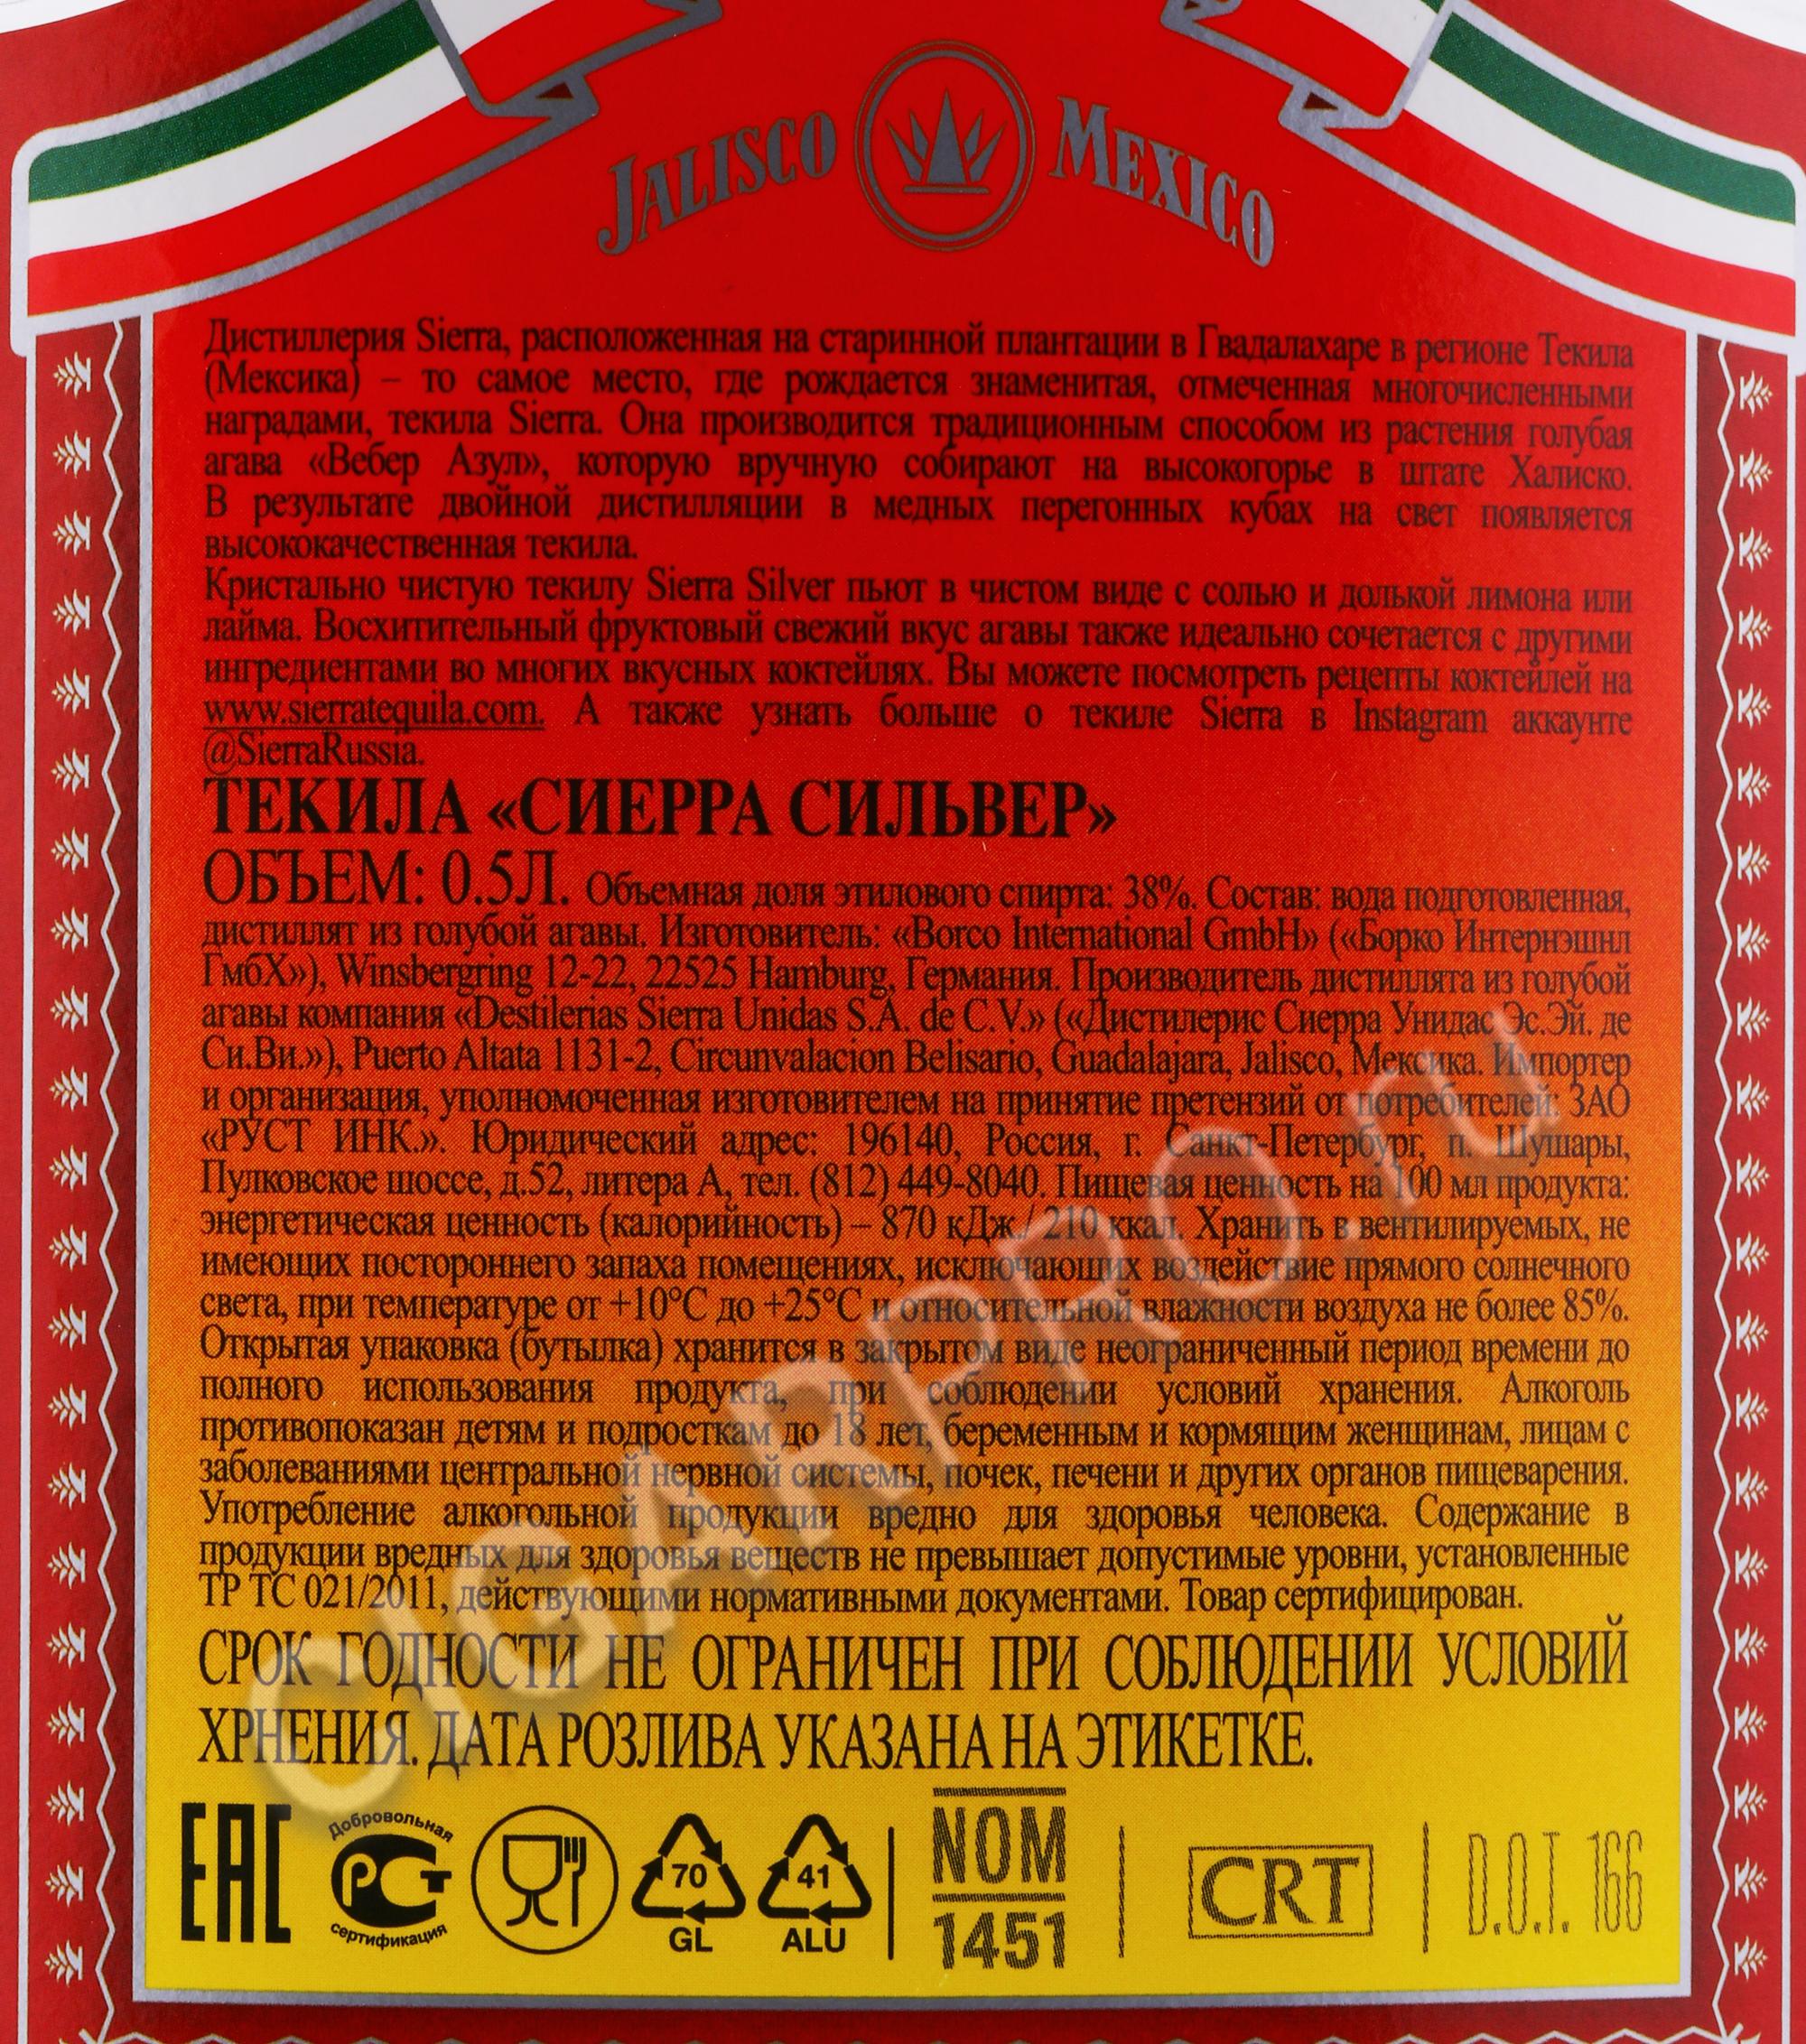 JALISCO MEXICO
Дистиллерия Sierra, расположенная на старинной плантации в Гвадалахаре в регионе Текила
(Мексика) – то самое место, где рождается знаменитая, отмеченная многочисленными
наградами, текила Sierra. Она производится традиционным способом из растения голубая
агава «Вебер Азул», которую вручную собирают на высокогорье в штате Халиско.
В результате двойной дистилляции в медных перегонных кубах на свет появляется
высококачественная текила.
Кристально чистую текилу Sierra Silver пьют в чистом виде с солью и долькой лимона или
лайма. Восхитительный фруктовый свежий вкус агавы также идеально сочетается с другими
ингредиентами во многих вкусных коктейлях. Вы можете посмотреть рецепты коктейлей на
www.sierratequila.com. А также узнать больше о текиле Sierra в Instagram аккаунте
@SierraRussia.
ТЕКИЛА «СИЕРРА СИЛЬВЕР»
ОБЪЕМ: 0.5Л. Объемная доля этилового спирта: 38%. Состав: вода подготовленная,
дистиллят из голубой агавы. Изготовитель: «Borco International GmbH» («Борко Интернэшнл
ГмбХ»), Winsbergring 12-22, 22525 Hamburg, Германия. Производитель дистиллята из голубой
агавы компания «Destilerias Sierra Unidas S.A. de C.V.» («Дистилерис Сиерра Унидас Эс.Эй. де
Си.Ви.»), Puerto Altata 1131-2, Circunvalacion Belisario, Guadalajara, Jalisco, Мексика. Импортер
и организация, уполномоченная изготовителем на принятие претензий от потребителей: ЗАО
«РУСТ ИНК.». Юридический адрес: 196140, Россия, г. Санкт-Петербург, п. Шушары,
Пулковское шоссе, д.52, литера А, тел. (812) 449-8040. Пищевая ценность на 100 мл продукта:
энергетическая ценность (калорийность) – 870 кДж./ 210 ккал. Хранить в вентилируемых, не
имеющих постороннего запаха помещениях, исключающих воздействие прямого солнечного
света, при температуре от +10°С до +25°С и относительной влажности воздуха не более 85%.
Открытая упаковка (бутылка) хранится в закрытом виде неограниченный период времени до
полного использования продукта, при соблюдении условий хранения. Алкоголь
противопоказан детям и подросткам до 18 лет, беременным и кормящим женщинам, лицам с
заболеваниями центральной нервной системы, почек, печени и других органов пищеварения.
Употребление алкогольной продукции вредно для здоровья человека. Содержание в
продукции вредных для здоровья веществ не превышает допустимые уровни, установленные
ТР ТС 021/2011, действующими нормативными документами. Товар сертифицирован.
СРОК ГОДНОСТИ НЕ ОГРАНИЧЕН ПРИ СОБЛЮДЕНИИ УСЛОВИЙ
ХРНЕНИЯ. ДАТА РОЗЛИВА УКАЗАНА НА ЭТИКЕТКЕ.
EAC Добровольная РСТ сертификация 70 GL 41 ALU NOM 1451 CRT D.O.T. 166
CIGARPRO.ru